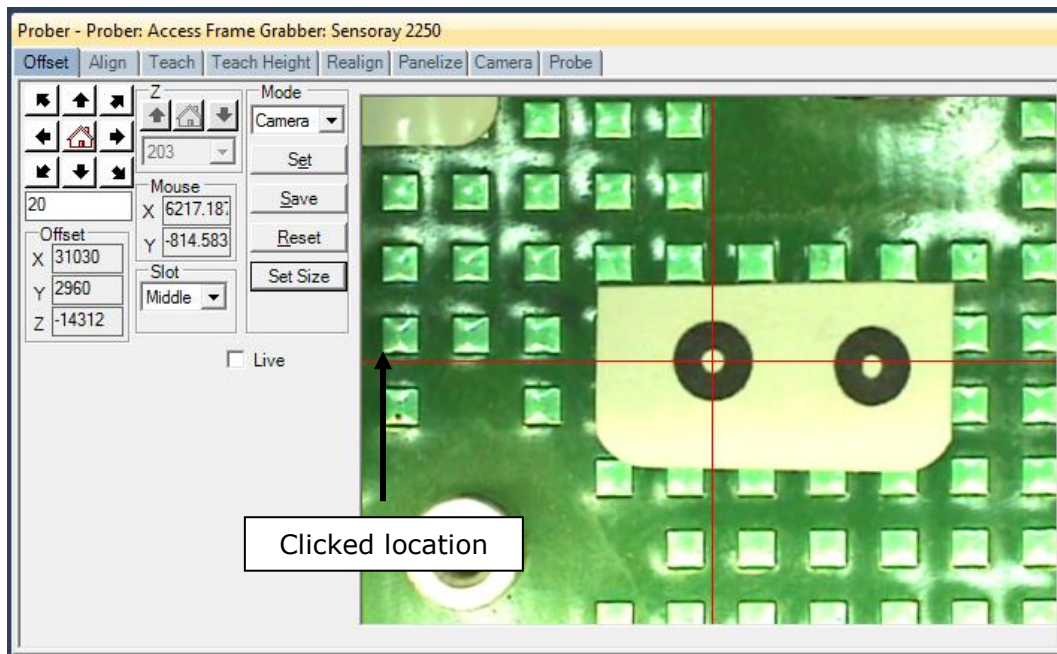 Prober - Prober: Access Frame Grabber: Sensoray 2250
Offset Align Teach Teach Height Realign Panelize Camera Probe
Z
203
20
Mouse
X 6217.187
Y -814.583
Offset
X 31030
Y 2960
Z -14312
Slot
Middle
Mode
Camera
Set
Save
Reset
Set Size
Live
Clicked location